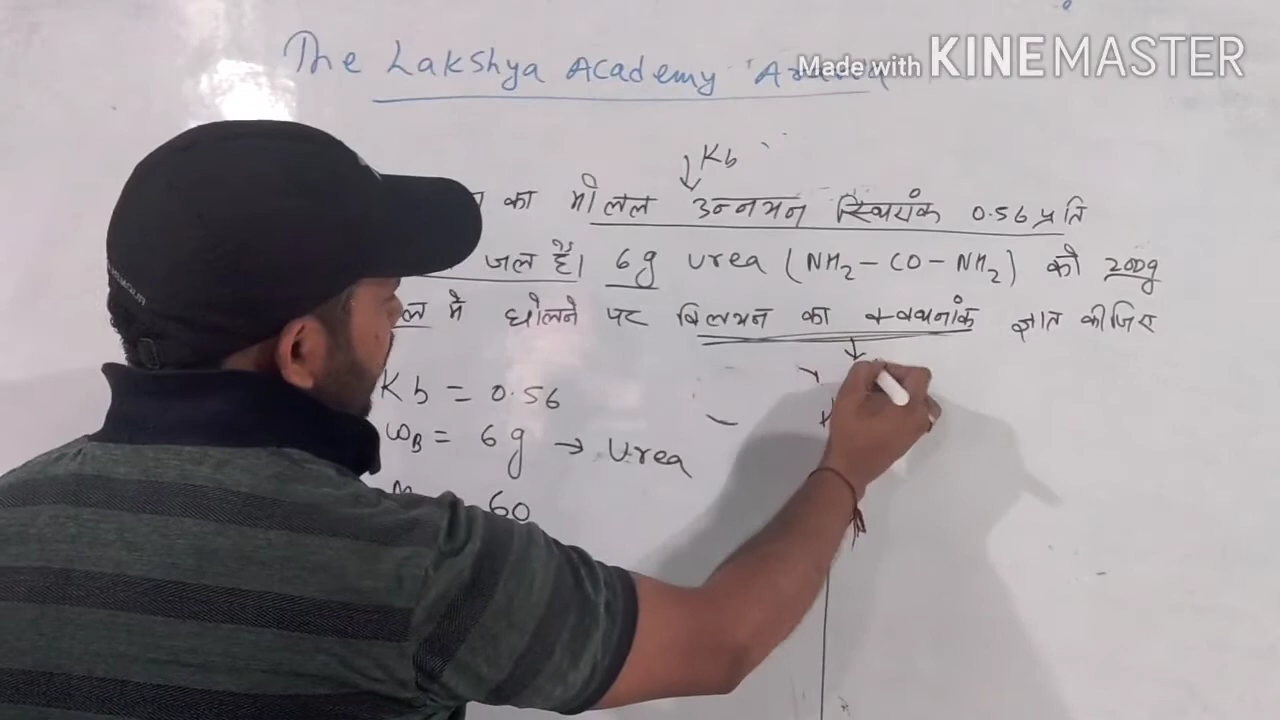 The Lakshya Academy
Made with KINEMASTER
Kb
का मोलल उन्नयन स्थिरांक 0.56 प्रति
जल है। 6g Urea (NH2-CO-NH2) को 200g
ल में घोलने पर विलयन का क्वथनांक ज्ञात कीजिए
Kb = 0.56
WB = 6g → Urea
60